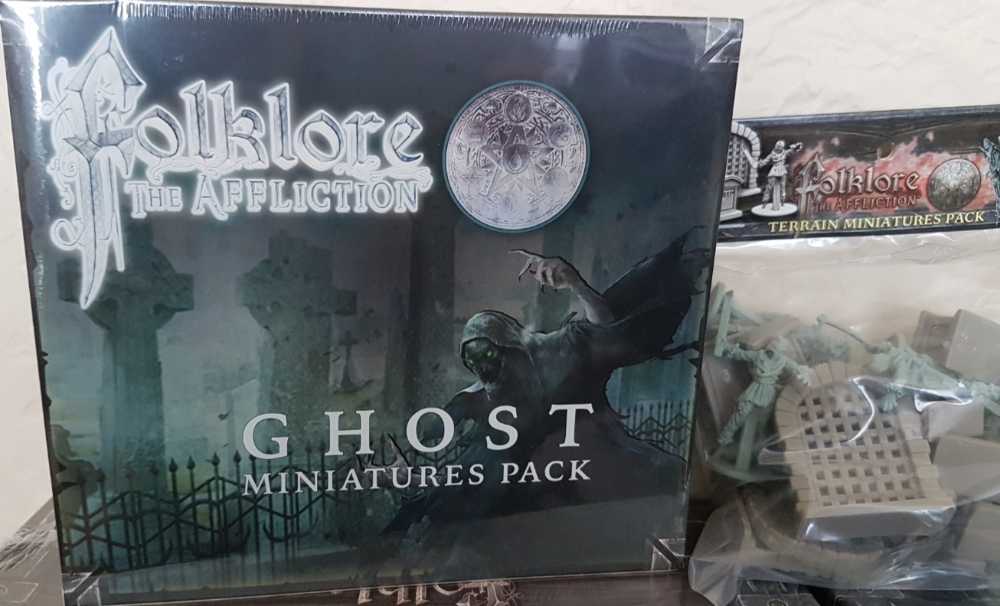 Folklore
THE AFFLICTION
GHOST
MINIATURES PACK
Folklore
THE AFFLICTION
TERRAIN MINIATURES PACK